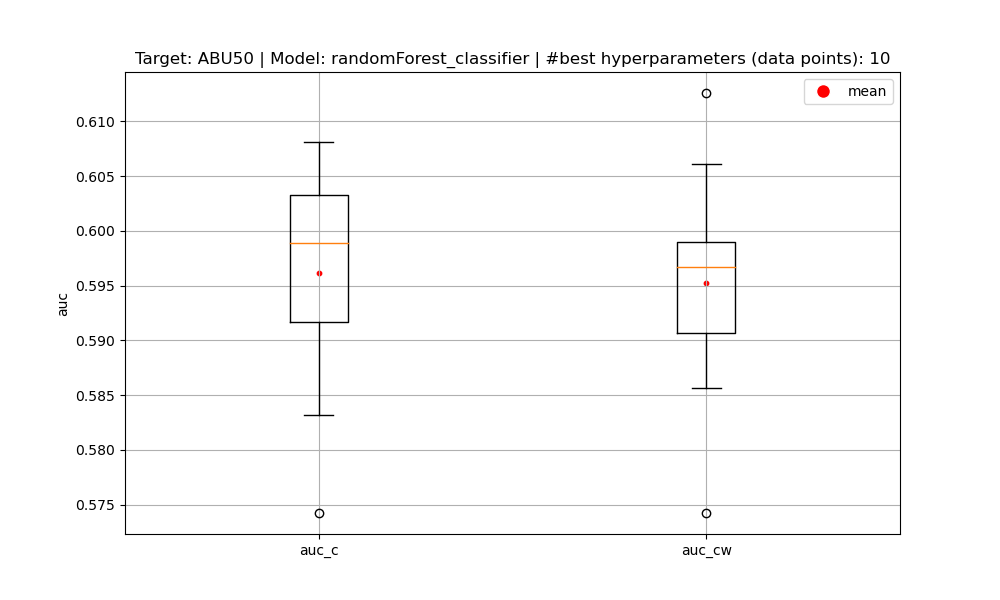 Target: ABU50 | Model: randomForest_classifier | #best hyperparameters (data points): 10
mean
0.610
0.605
0.600
0.595
0.590
0.585
0.580
0.575
auc
auc_c
auc_cw